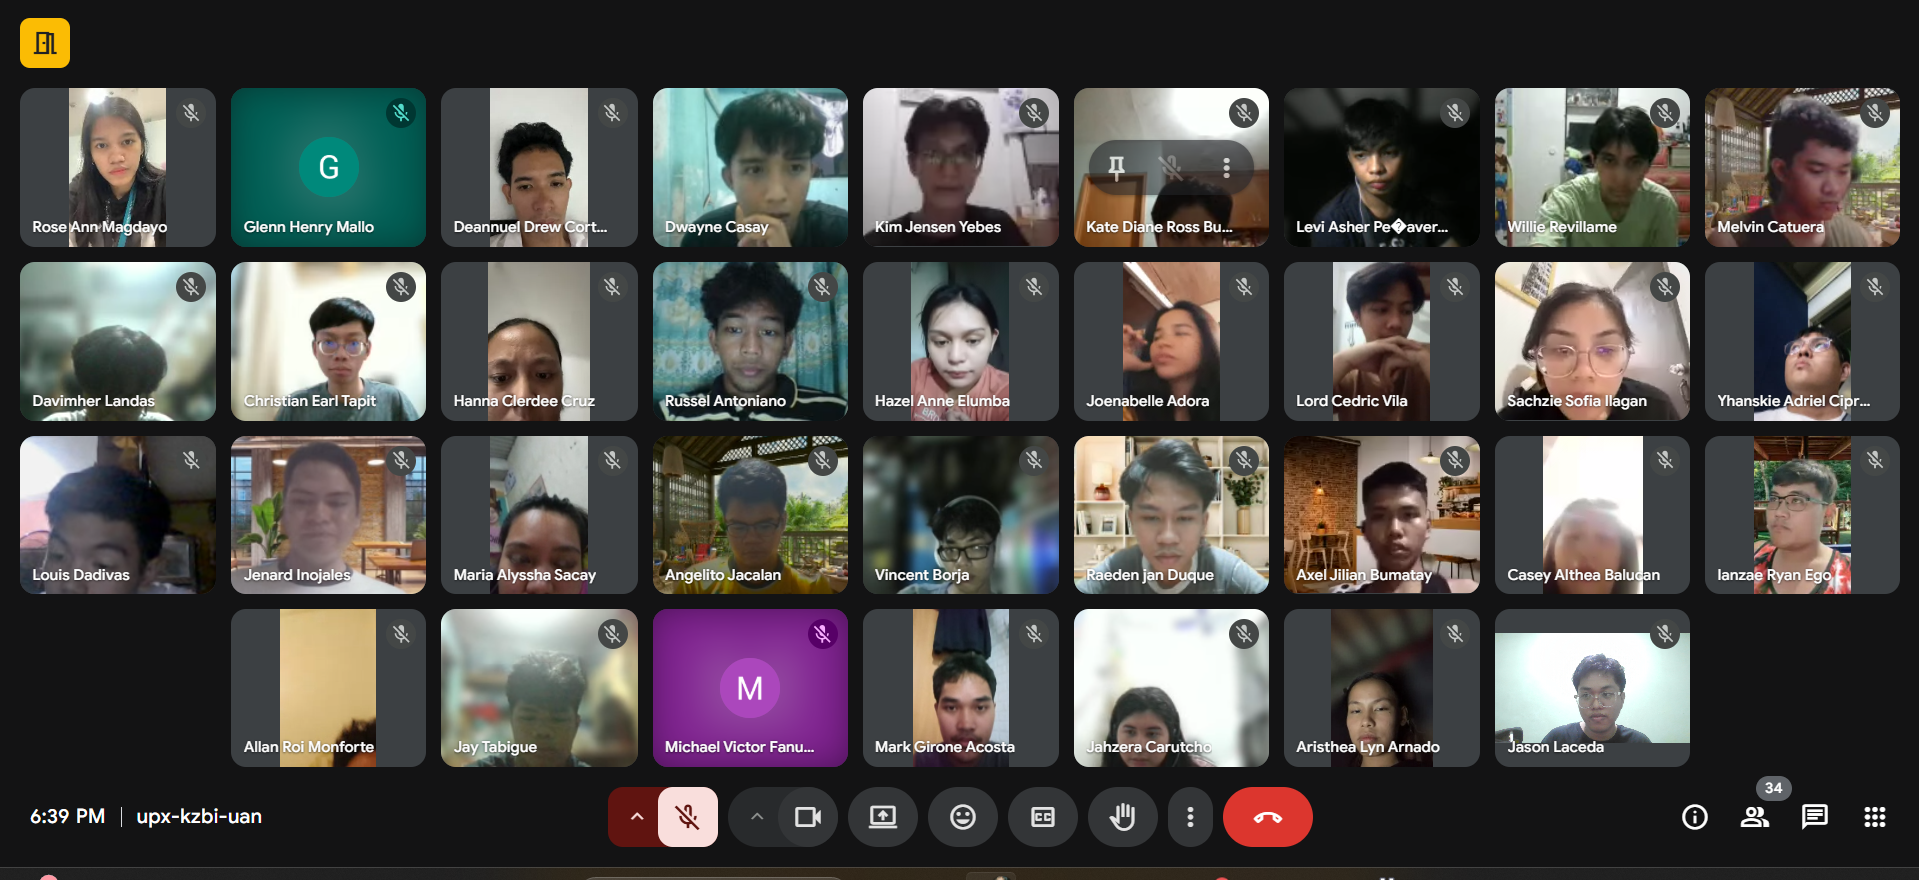 Rose Ann Magdayo
G
Glenn Henry Mallo
Deannuel Drew Cort...
Dwayne Casay
Kim Jensen Yebes
Kate Diane Ross Bu...
Levi Asher Pe�aver...
Willie Revillame
Melvin Catuera
Davimher Landas
Christian Earl Tapit
Hanna Clerdee Cruz
Russel Antoniano
Hazel Anne Elumba
Joenabelle Adora
Lord Cedric Vila
Sachzie Sofia Ilagan
Yhanskie Adriel Cipr...
Louis Dadivas
Jenard Inojales
Maria Alyssha Sacay
Angelito Jacalan
Vincent Borja
Raeden jan Duque
Axel Jilian Bumatay
Casey Althea Balucan
Ianzae Ryan Ego
Allan Roi Monforte
Jay Tabigue
M
Michael Victor Fanu...
Mark Girone Acosta
Jahzera Carutcho
Aristhea Lyn Arnado
Jason Laceda
6:39 PM | upx-kzbi-uan
CC
34